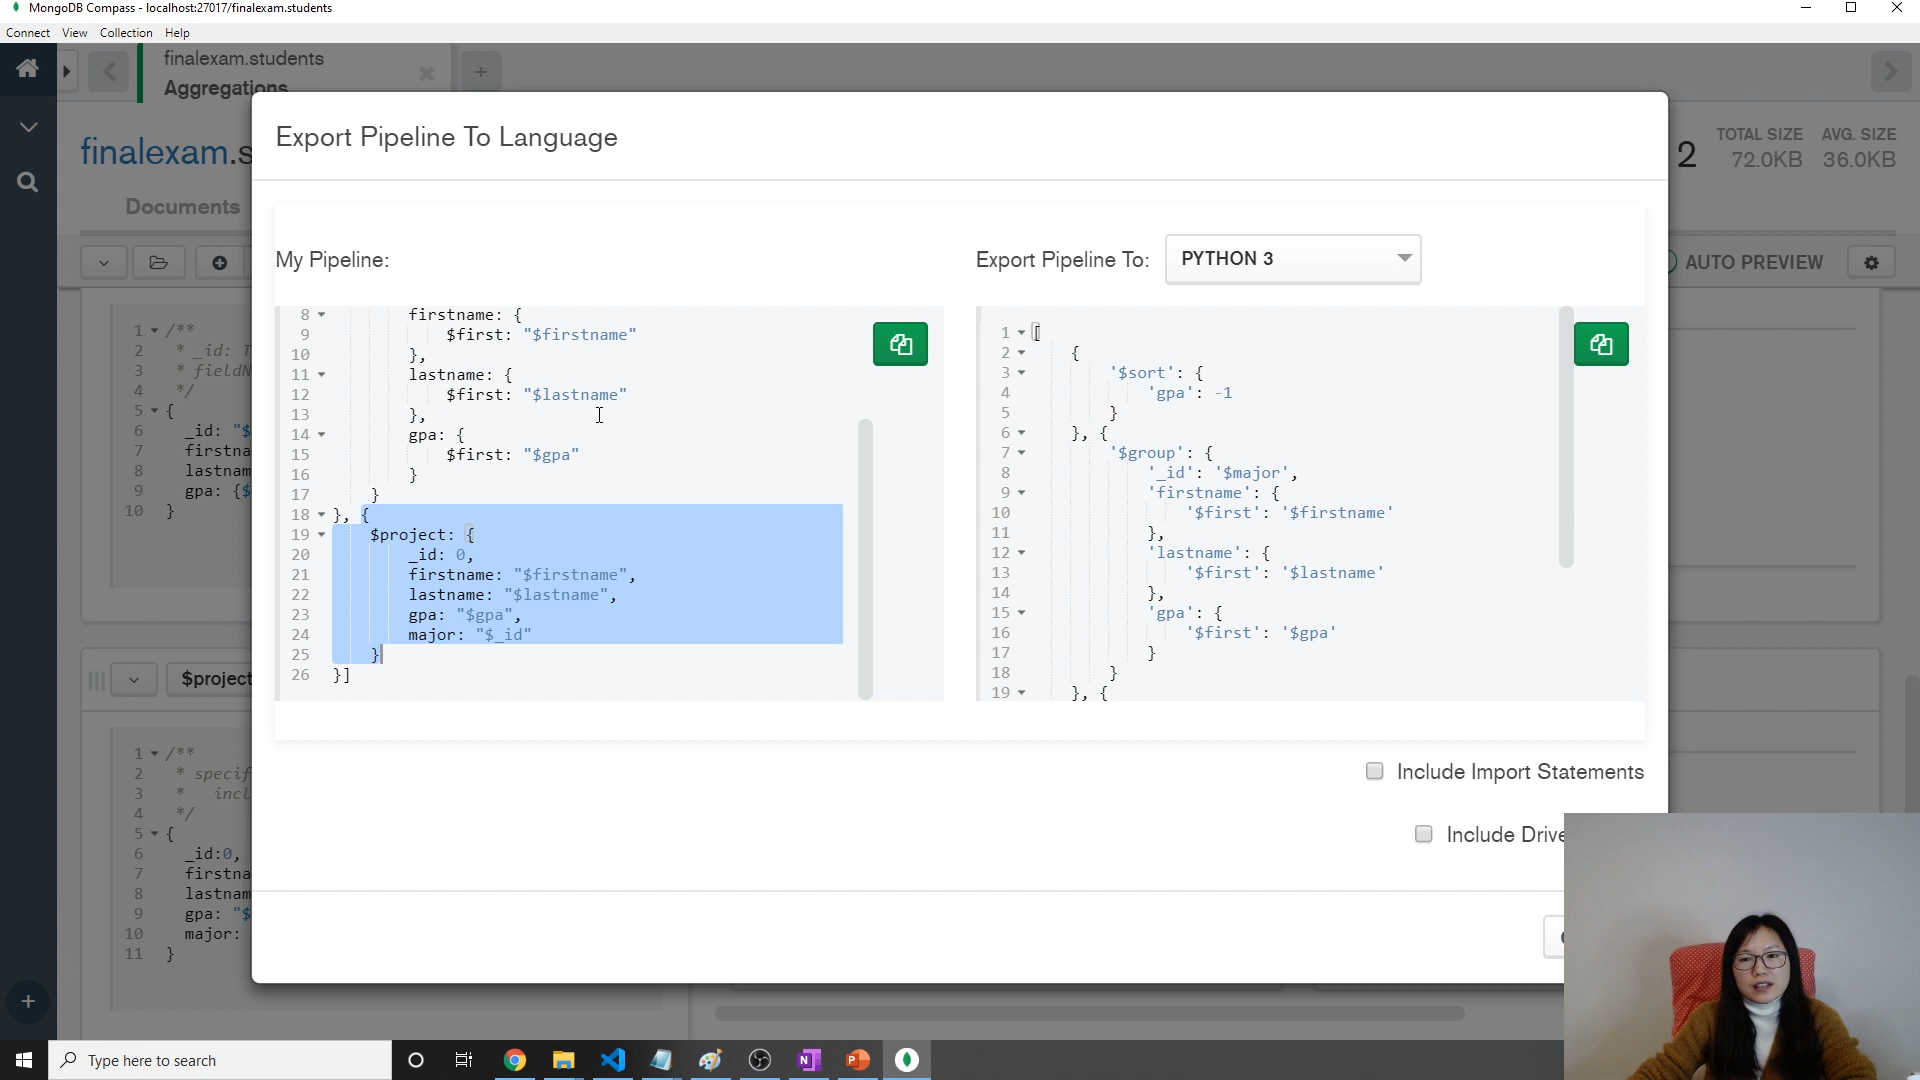 MongoDB Compass - localhost:27017/finalexam.students
Connect View Collection Help
finalexam.students
Aggregations
finalexam.s
2
TOTAL SIZE AVG. SIZE
72.0KB 36.0KB
Documents
AUTO PREVIEW
Export Pipeline To Language
My Pipeline:
Export Pipeline To: PYTHON 3
8 firstname: {
9 $first: "$firstname"
10 },
11 lastname: {
12 $first: "$lastname"
13 },
14 gpa: {
15 $first: "$gpa"
16 }
17 }
18 }, {
19 $project: {
20 _id: 0,
21 firstname: "$firstname",
22 lastname: "$lastname",
23 gpa: "$gpa",
24 major: "$_id"
25 }
26 }]
1 [
2 {
3 '$sort': {
4 'gpa': -1
5 }
6 }, {
7 '$group': {
8 '_id': '$major',
9 'firstname': {
10 '$first': '$firstname'
11 },
12 'lastname': {
13 '$first': '$lastname'
14 },
15 'gpa': {
16 '$first': '$gpa'
17 }
18 }
19 }, {
Include Import Statements
Include Drive
1 /**
2 * _id: T
3 * fieldN
4 */
5 {
6 _id: "$
7 firstna
8 lastnam
9 gpa: {$
10 }
$project
1 /**
2 * specif
3 * incl
4 */
5 {
6 _id:0,
7 firstna
8 lastnam
9 gpa: "$
10 major:
11 }
Type here to search